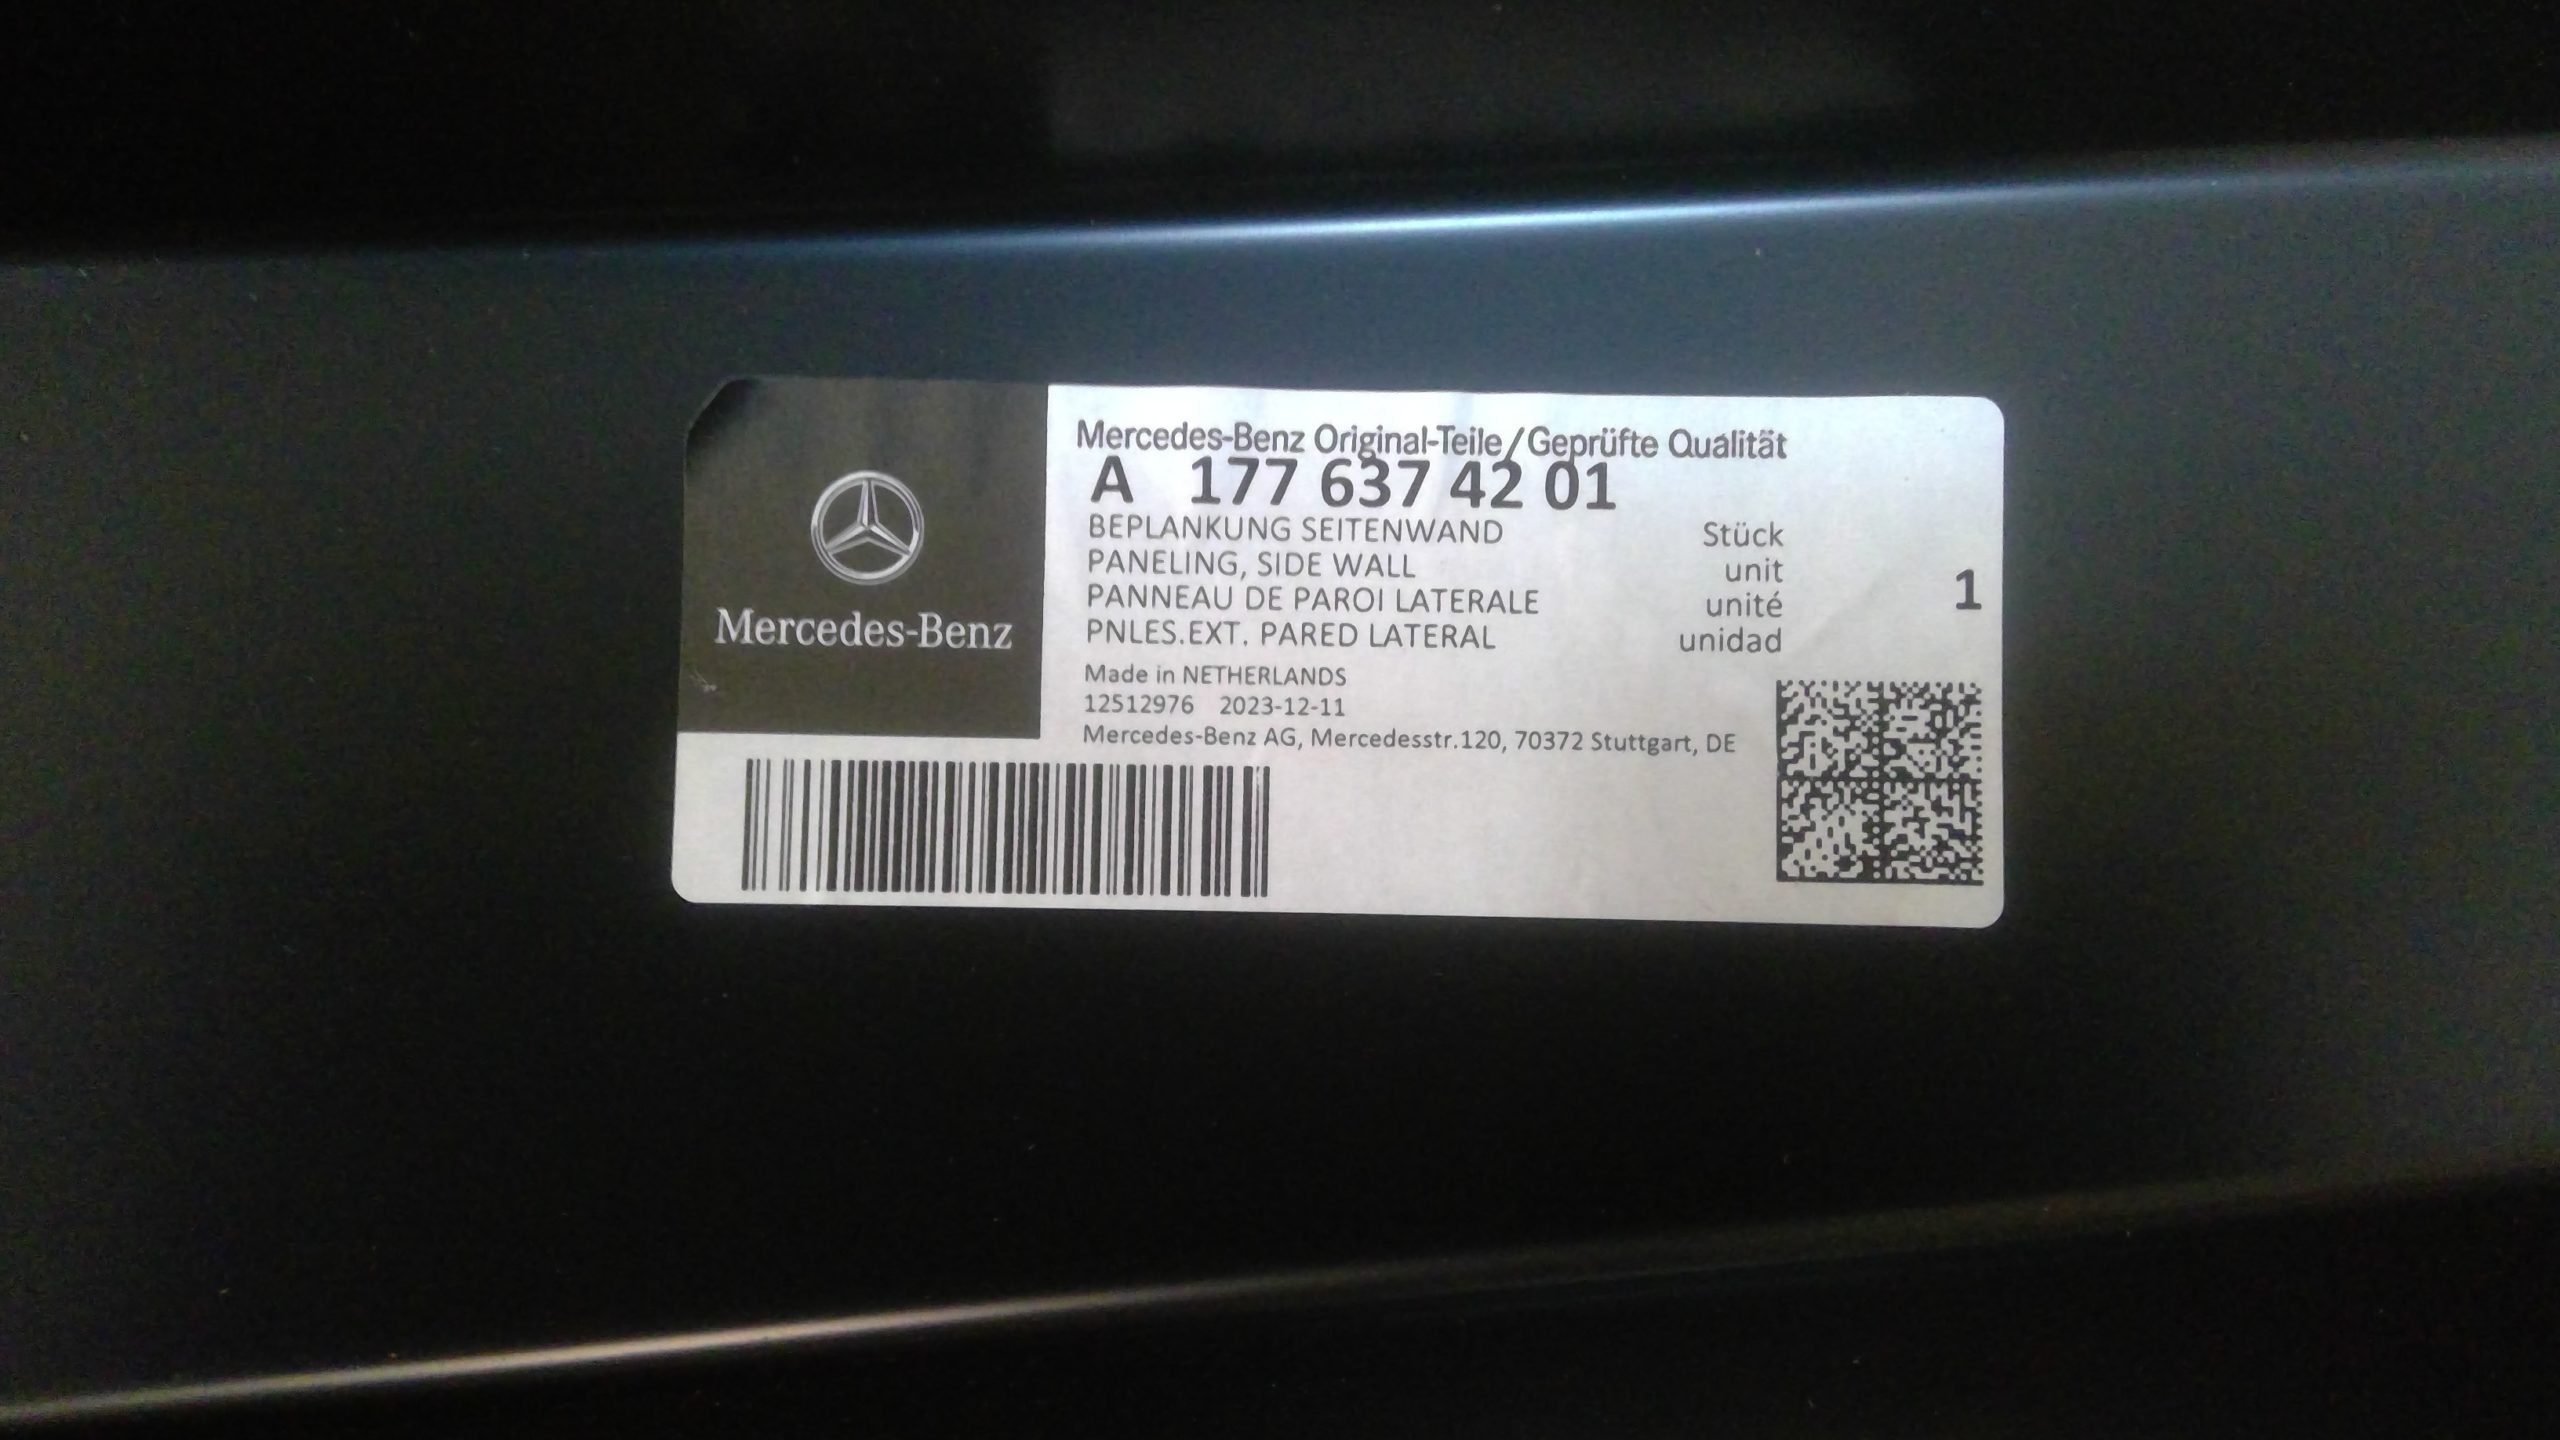 Mercedes-Benz
Mercedes-Benz Original-Teile/Geprüfte Qualität
A 177 637 42 01
BEPLANKUNG SEITENWAND Stück
PANELING, SIDE WALL unit
PANNEAU DE PAROI LATERALE unité
PNLES.EXT. PARED LATERAL unidad
1
Made in NETHERLANDS
12512976 2023-12-11
Mercedes-Benz AG, Mercedesstr.120, 70372 Stuttgart, DE